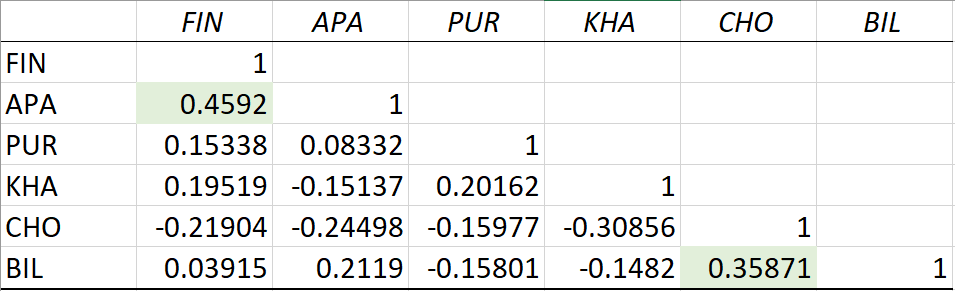 FIN APA PUR KHA CHO BIL
FIN 1
APA 0.4592 1
PUR 0.15338 0.08332 1
KHA 0.19519 -0.15137 0.20162 1
CHO -0.21904 -0.24498 -0.15977 -0.30856 1
BIL 0.03915 0.2119 -0.15801 -0.1482 0.35871 1